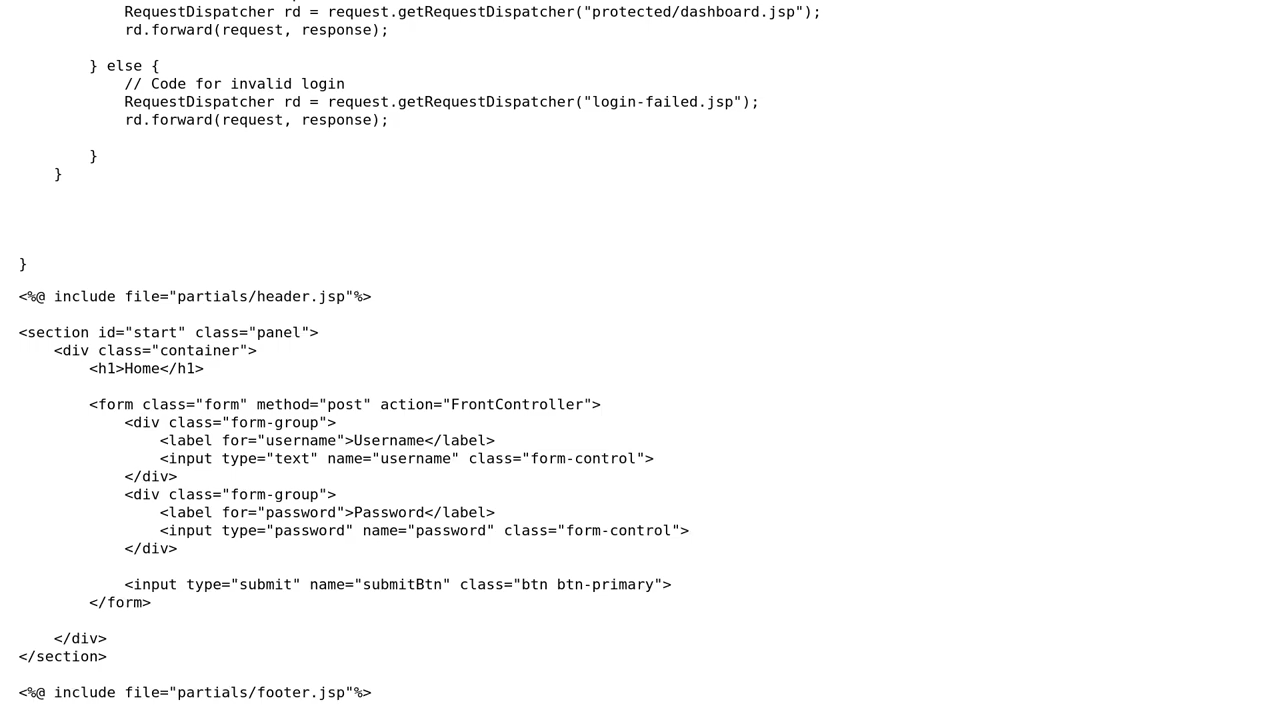 RequestDispatcher rd = request.getRequestDispatcher("protected/dashboard.jsp");
rd.forward(request, response);
} else {
// Code for invalid login
RequestDispatcher rd = request.getRequestDispatcher("login-failed.jsp");
rd.forward(request, response);
}
}
}
<%@ include file="partials/header.jsp"%>
<section id="start" class="panel">
<div class="container">
<h1>Home</h1>
<form class="form" method="post" action="FrontController">
<div class="form-group">
<label for="username">Username</label>
<input type="text" name="username" class="form-control">
</div>
<div class="form-group">
<label for="password">Password</label>
<input type="password" name="password" class="form-control">
</div>
<input type="submit" name="submitBtn" class="btn btn-primary">
</form>
</div>
</section>
<%@ include file="partials/footer.jsp"%>